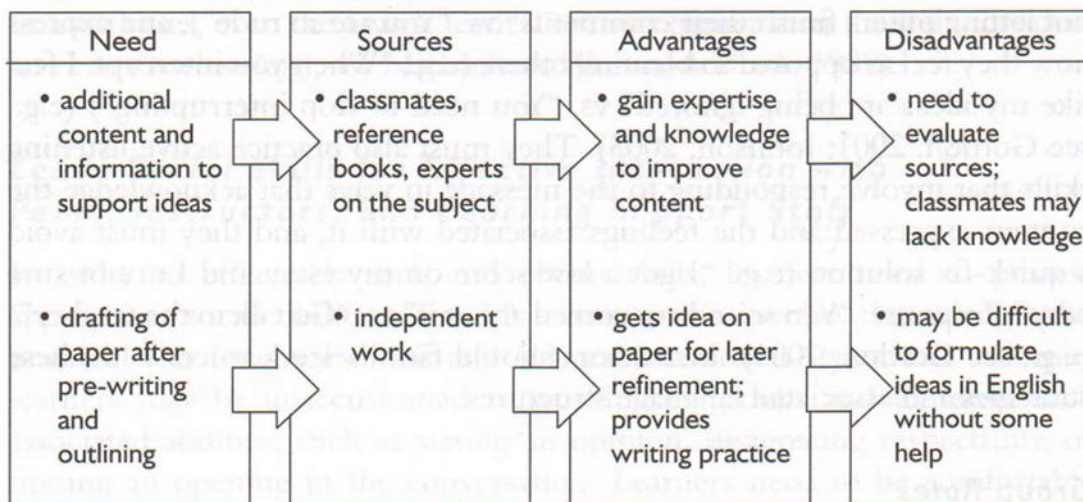 Need
Sources
Advantages
Disadvantages
• additional
content and
information to
support ideas
• classmates,
reference
books, experts
on the subject
• gain expertise
and knowledge
to improve
content
• need to
evaluate
sources;
classmates may
lack knowledge
• drafting of
paper after
pre-writing
and
outlining
• independent
work
• gets idea on
paper for later
refinement;
provides
writing practice
• may be difficult
to formulate
ideas in English
without some
help